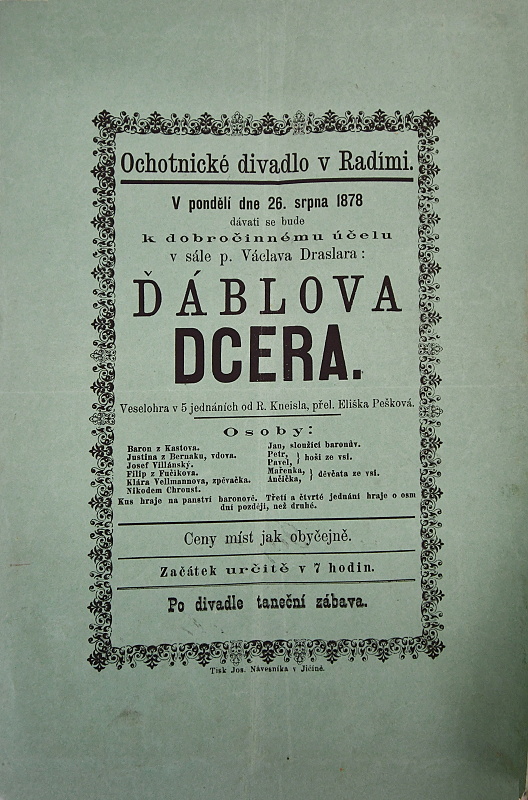 Ochotnické divadlo v Radími.
V pondělí dne 26. srpna 1878
dávati se bude
k dobročinnému účelu
v sále p. Václava Draslara:
ĎÁBLOVA
DCERA.
Veselohra v 5 jednáních od R. Kneisla, přel. Eliška Pešková.
Osoby:
Baron z Kastova.
Justina z Bernaku, vdova.
Josef Villánský.
Filip z Fučíkova.
Klára Vellmannova, zpěvačka.
Nikodem Chroust.
Jan, sloužící baronův.
Petr, } hoši ze vsi.
Pavel,
Mařenka, } děvčata ze vsi.
Ančička,
Kus hraje na panství baronově. Třetí a čtvrté jednání hraje o osm
dní později, než druhé.
Ceny míst jak obyčejně.
Začátek určitě v 7 hodin.
Po divadle taneční zábava.
Tisk Jos. Návesníka v Jičíně.